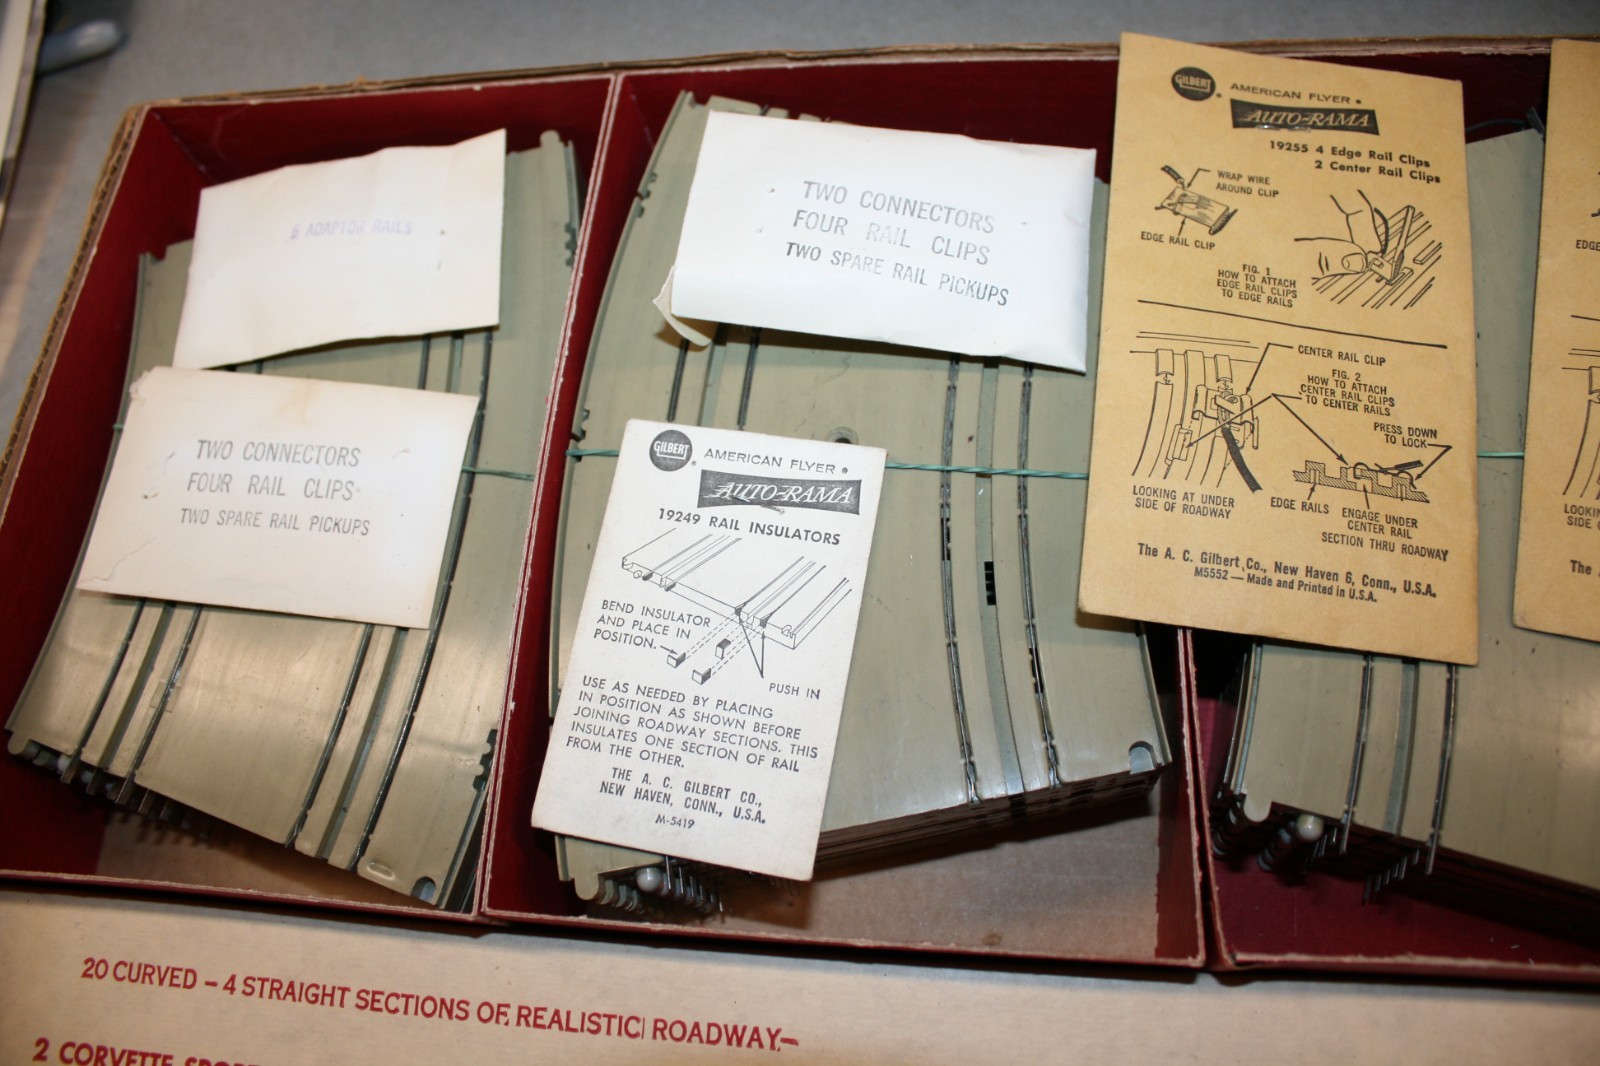 6 ADAPTOR RAILS
TWO CONNECTORS
FOUR RAIL CLIPS
TWO SPARE RAIL PICKUPS
TWO CONNECTORS
FOUR RAIL CLIPS
TWO SPARE RAIL PICKUPS
GILBERT
AMERICAN FLYER
AUTO-RAMA
19249 RAIL INSULATORS
BEND INSULATOR
AND PLACE IN
POSITION.
PUSH IN
USE AS NEEDED BY PLACING
IN POSITION AS SHOWN BEFORE
JOINING ROADWAY SECTIONS. THIS
INSULATES ONE SECTION OF RAIL
FROM THE OTHER.
THE A. C. GILBERT CO.,
NEW HAVEN, CONN., U.S.A.
M-5419
GILBERT
AMERICAN FLYER
AUTO-RAMA
19255 4 Edge Rail Clips
2 Center Rail Clips
WRAP WIRE
AROUND CLIP
EDGE RAIL CLIP
FIG. 1
HOW TO ATTACH
EDGE RAIL CLIPS
TO EDGE RAILS
CENTER RAIL CLIP
FIG. 2
HOW TO ATTACH
CENTER RAIL CLIPS
TO CENTER RAILS
PRESS DOWN
TO LOCK
LOOKING AT UNDER
SIDE OF ROADWAY
EDGE RAILS
ENGAGE UNDER
CENTER RAIL
SECTION THRU ROADWAY
The A. C. Gilbert Co., New Haven 6, Conn., U.S.A.
M5552 — Made and Printed in U.S.A.
EDGE
LOOKIN
SIDE
The
20 CURVED – 4 STRAIGHT SECTIONS OF REALISTIC ROADWAY–
2 CORVETTE